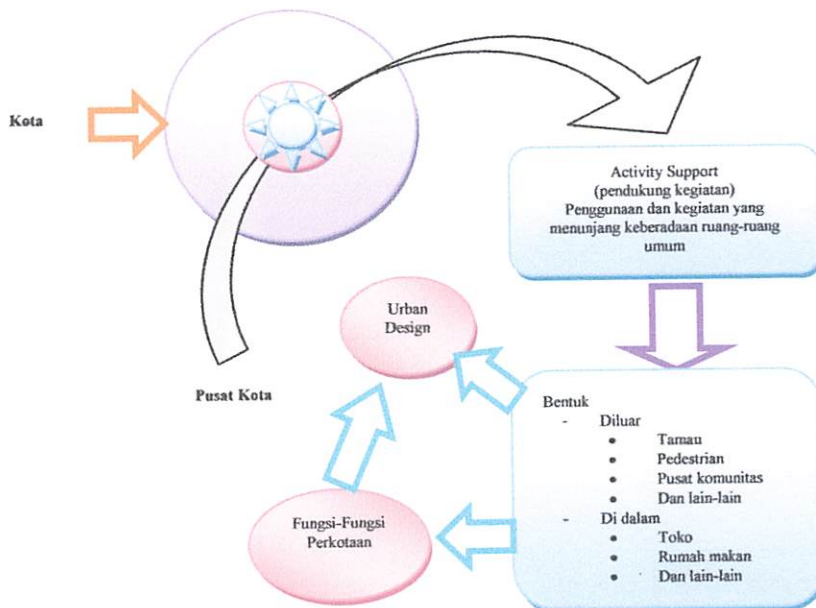 Kota
Activity Support
(pendukung kegiatan)
Penggunaan dan kegiatan yang
menunjang keberadaan ruang-ruang
umum
Urban
Design
Pusat Kota
Bentuk
- Diluar
• Tamau
• Pedestrian
• Pusat komunitas
• Dan lain-lain
- Di dalam
• Toko
• Rumah makan
• Dan lain-lain
Fungsi-Fungsi
Perkotaan